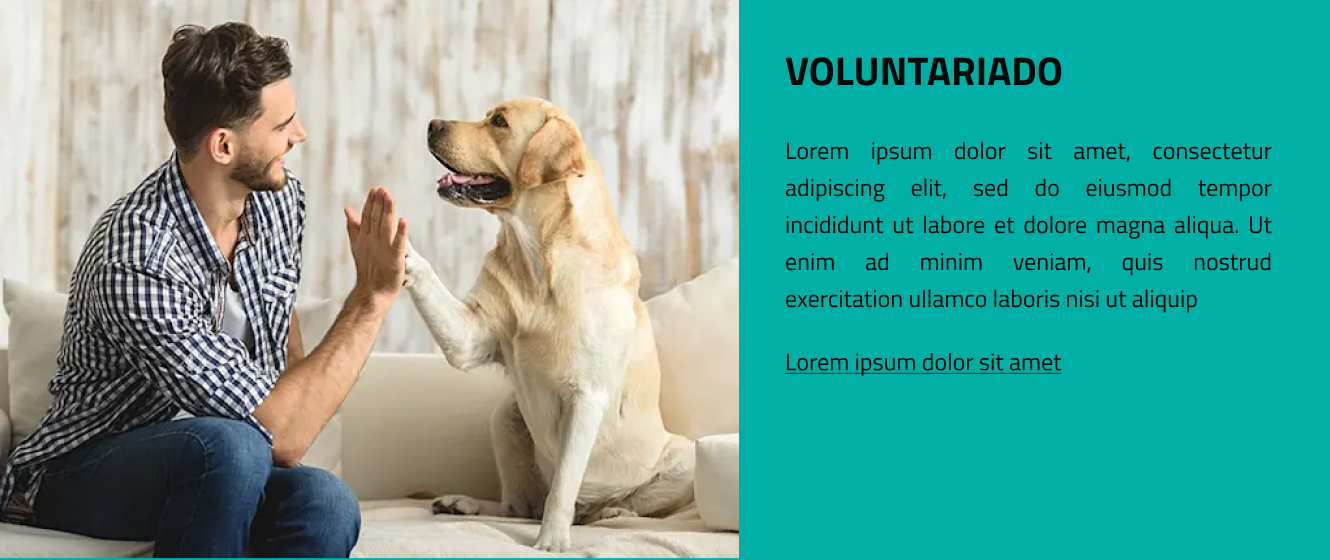 VOLUNTARIADO
Lorem ipsum dolor sit amet, consectetur
adipiscing elit, sed do eiusmod tempor
incididunt ut labore et dolore magna aliqua. Ut
enim ad minim veniam, quis nostrud
exercitation ullamco laboris nisi ut aliquip
Lorem ipsum dolor sit amet